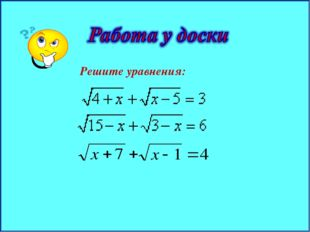 Работа у доски
Решите уравнения:
√4+x + √x−5 = 3
√15−x + √3−x = 6
√x+7 + √x−1 = 4